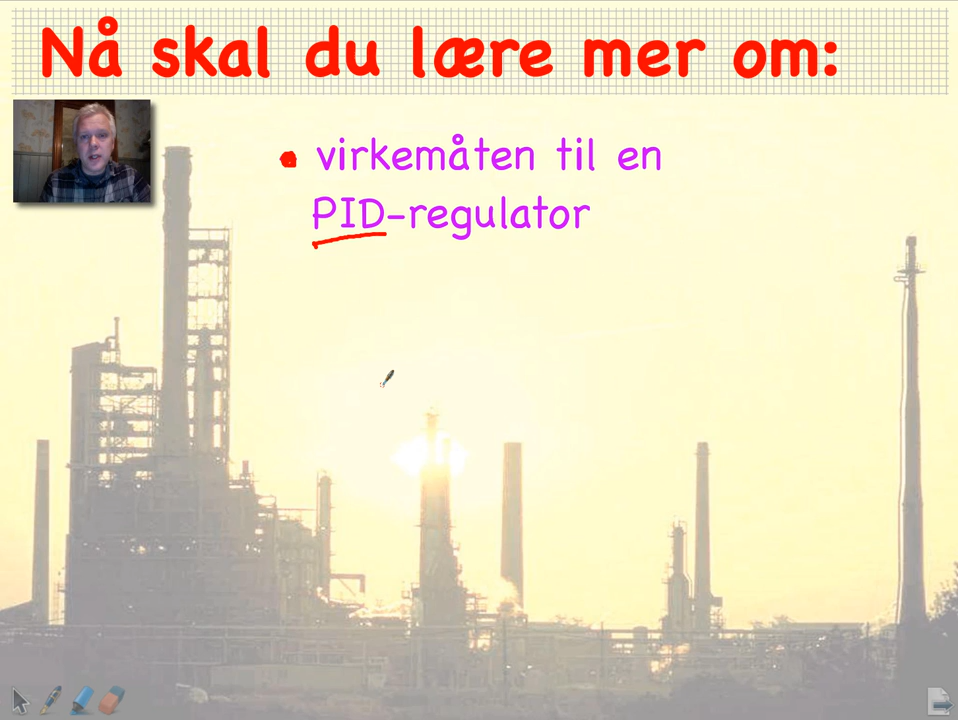 Nå skal du lære mer om:
virkemåten til en
PID-regulator